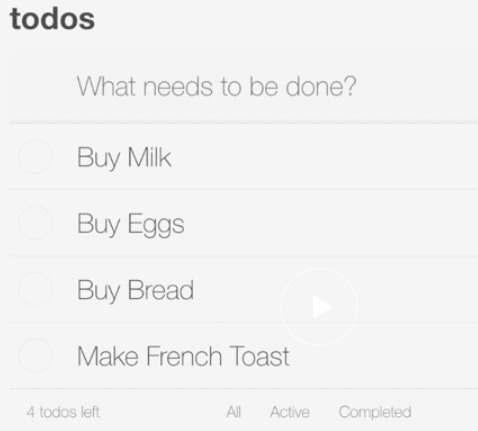 todos
What needs to be done?
Buy Milk
Buy Eggs
Buy Bread
Make French Toast
4 todos left All Active Completed